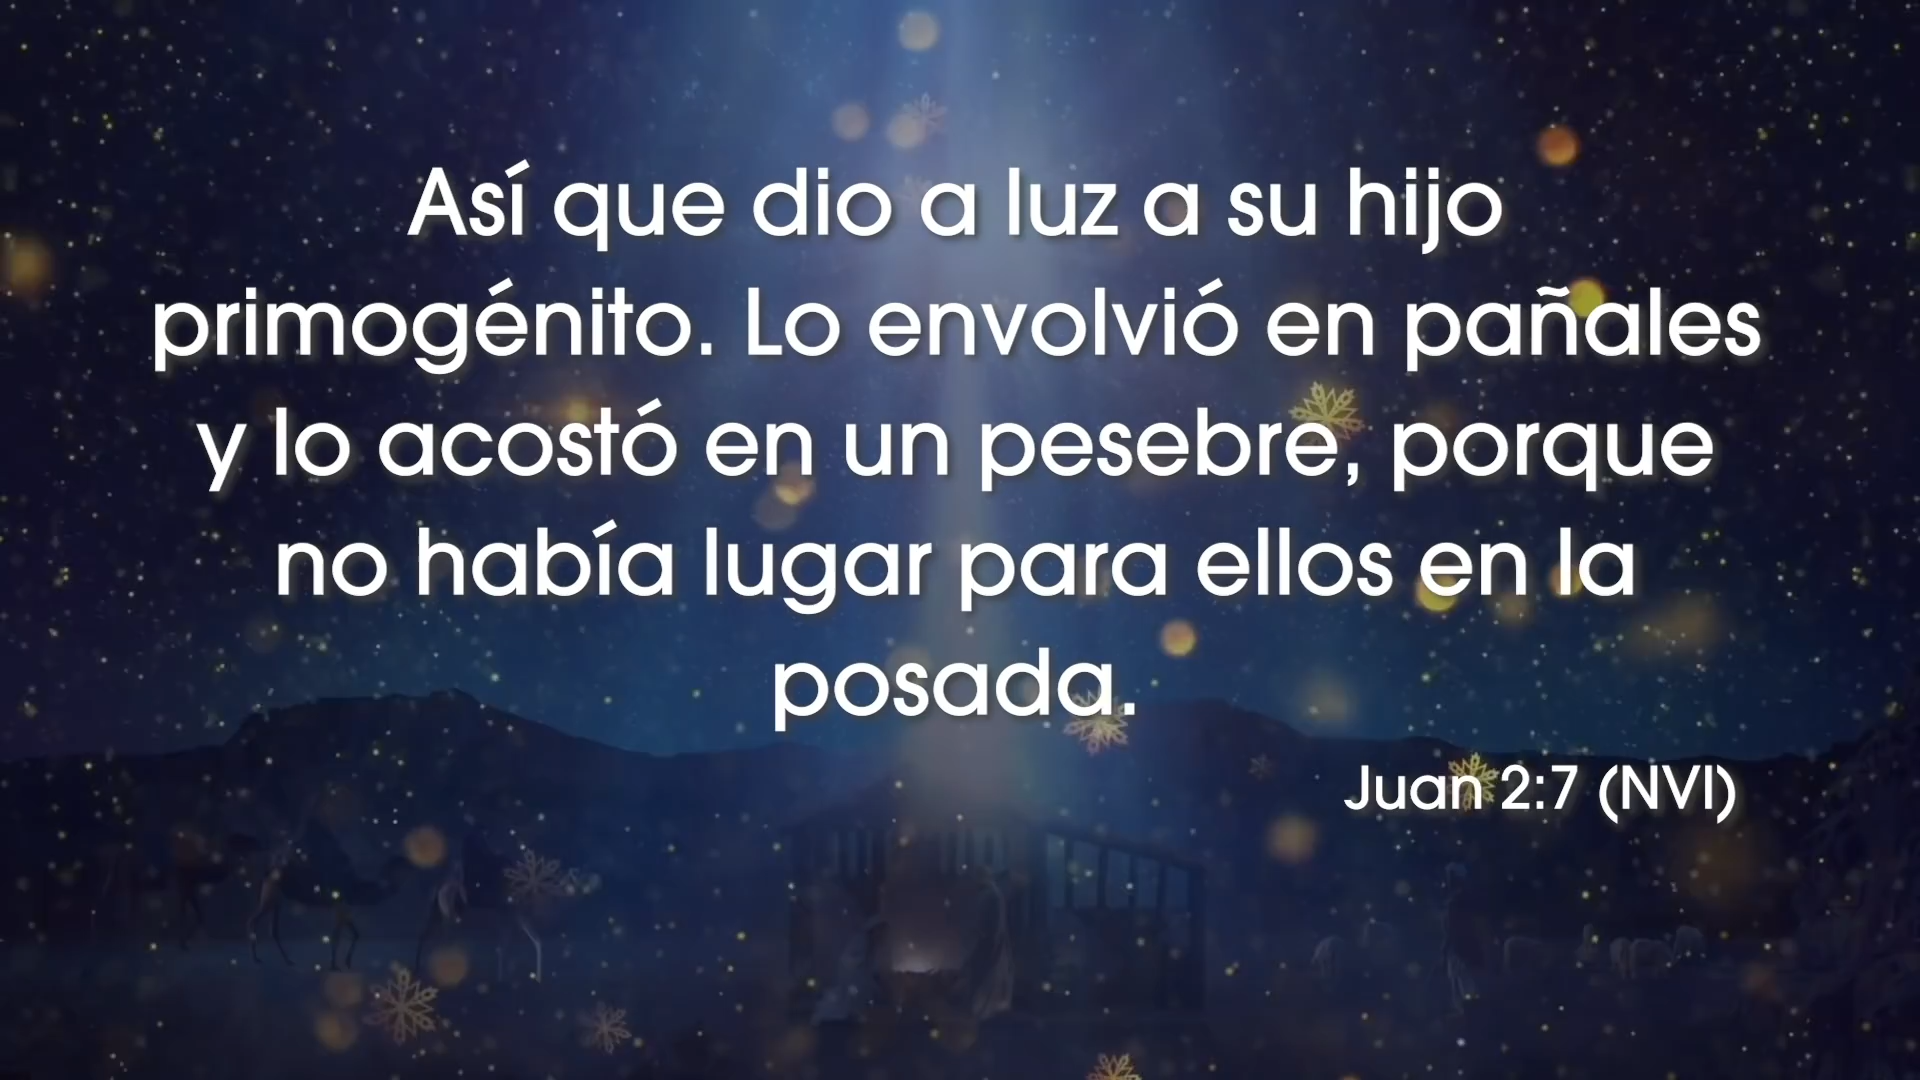 Así que dio a luz a su hijo
primogénito. Lo envolvió en pañales
y lo acostó en un pesebre, porque
no había lugar para ellos en la
posada.
Juan 2:7 (NVI)